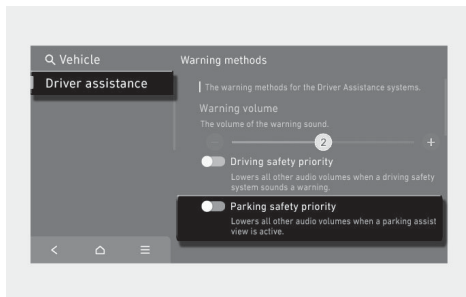 Vehicle
Warning methods
Driver assistance
The warning methods for the Driver Assistance systems.
Warning volume
The volume of the warning sound.
− 2 +
Driving safety priority
Lowers all other audio volumes when a driving safety
system sounds a warning.
Parking safety priority
Lowers all other audio volumes when a parking assist
view is active.